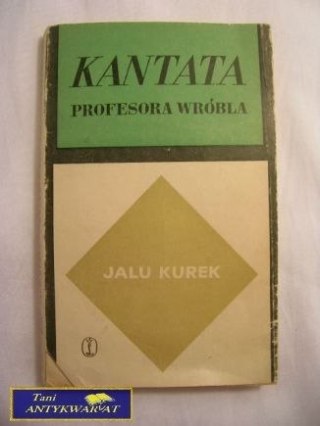 KANTATA
PROFESORA WRÓBLA
JALU KUREK
Tani
ANTYKWARIAT